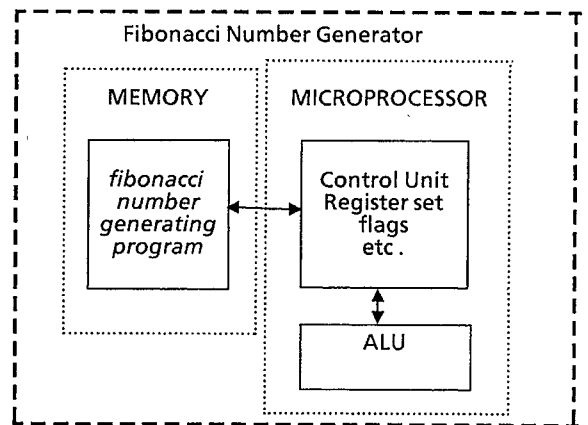 Fibonacci Number Generator
MEMORY
fibonacci
number
generating
program
MICROPROCESSOR
Control Unit
Register set
flags
etc .
ALU